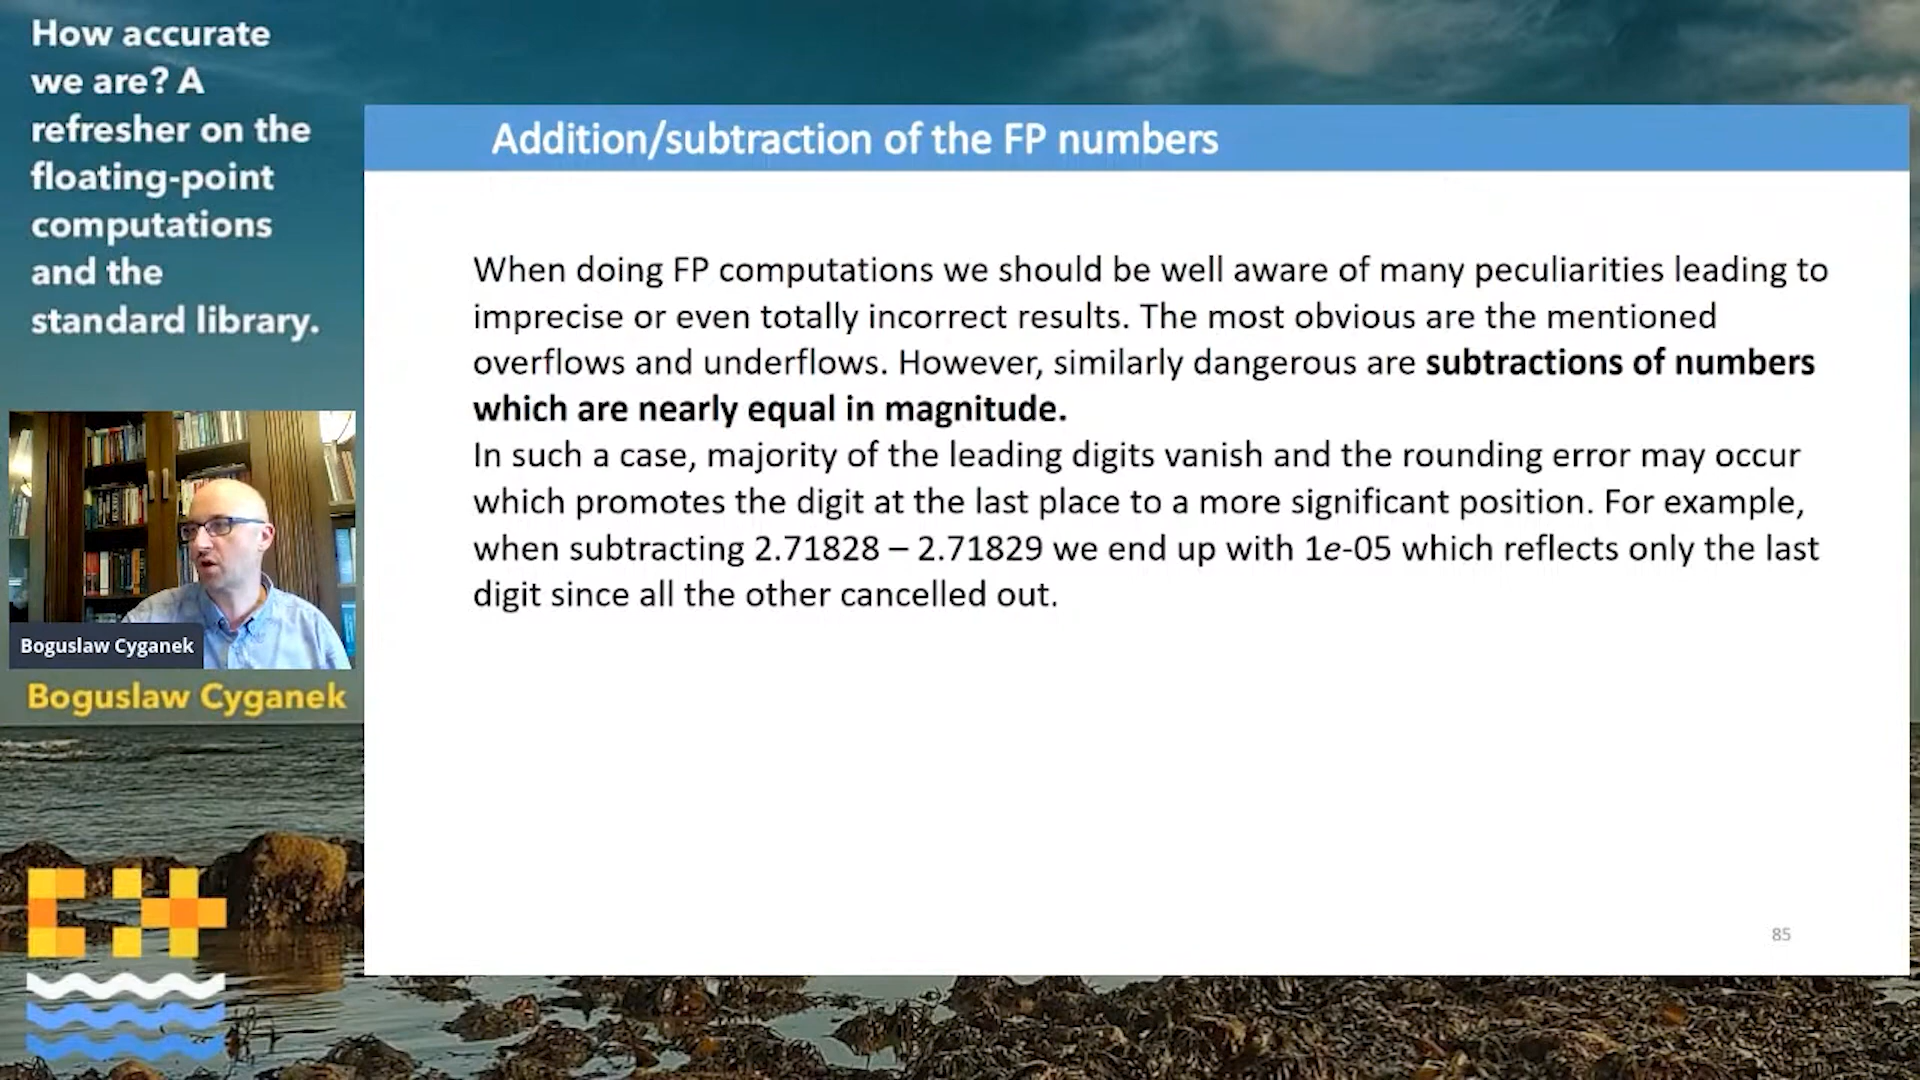 How accurate
we are? A
refresher on the
floating-point
computations
and the
standard library.
Boguslaw Cyganek
Boguslaw Cyganek
Addition/subtraction of the FP numbers
When doing FP computations we should be well aware of many peculiarities leading to
imprecise or even totally incorrect results. The most obvious are the mentioned
overflows and underflows. However, similarly dangerous are subtractions of numbers
which are nearly equal in magnitude.
In such a case, majority of the leading digits vanish and the rounding error may occur
which promotes the digit at the last place to a more significant position. For example,
when subtracting 2.71828 – 2.71829 we end up with 1e-05 which reflects only the last
digit since all the other cancelled out.
85